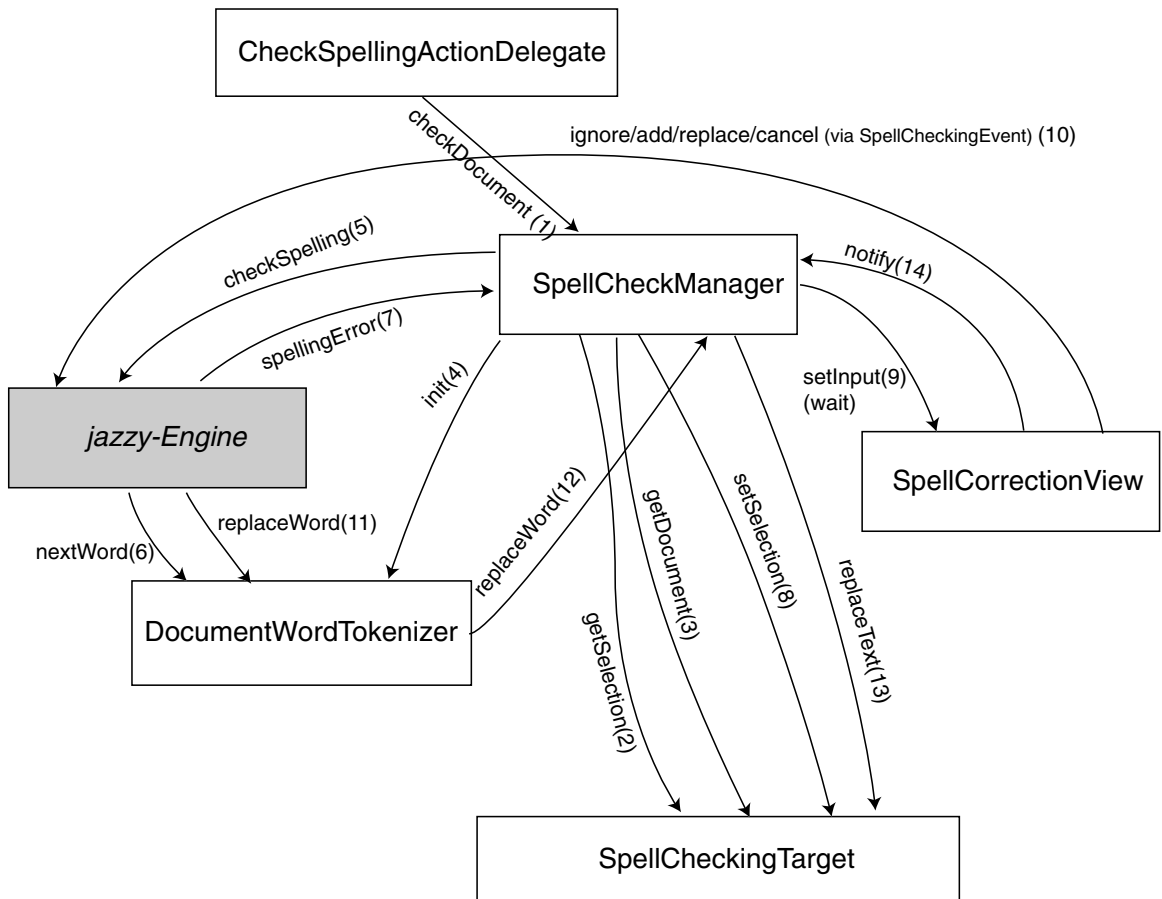 CheckSpellingActionDelegate
checkDocument (1)
ignore/add/replace/cancel (via SpellCheckingEvent) (10)
checkSpelling(5)
notify(14)
SpellCheckManager
spellingError(7)
init(4)
setInput(9)
(wait)
jazzy-Engine
SpellCorrectionView
replaceWord(12)
getDocument(3)
setSelection(8)
replaceWord(11)
nextWord(6)
replaceText(13)
DocumentWordTokenizer
getSelection(2)
SpellCheckingTarget